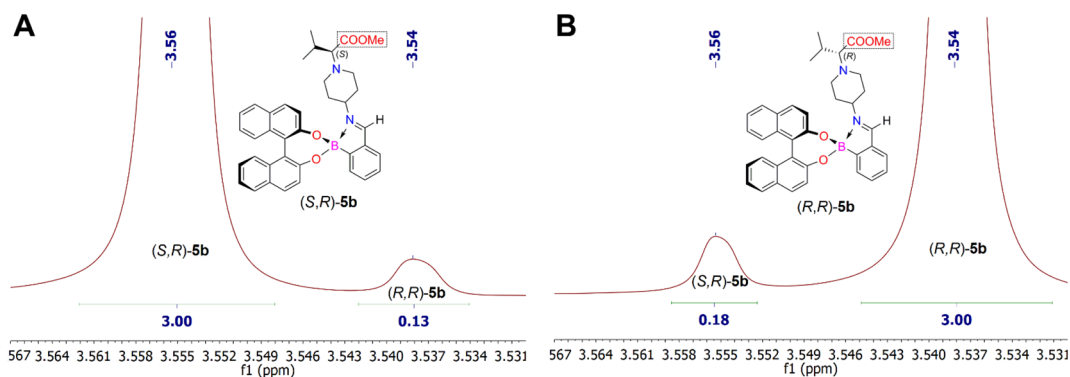 A
-3.56
-3.54
COOMe
(S)
N
N
H
O
B
O
(S,R)-5b
(S,R)-5b
(R,R)-5b
3.00
0.13
567 3.564 3.561 3.558 3.555 3.552 3.549 3.546 3.543 3.540 3.537 3.534 3.531
f1 (ppm)
B
-3.56
-3.54
COOMe
(R)
N
N
H
O
B
O
(R,R)-5b
(S,R)-5b
(R,R)-5b
0.18
3.00
567 3.564 3.561 3.558 3.555 3.552 3.549 3.546 3.543 3.540 3.537 3.534 3.531
f1 (ppm)